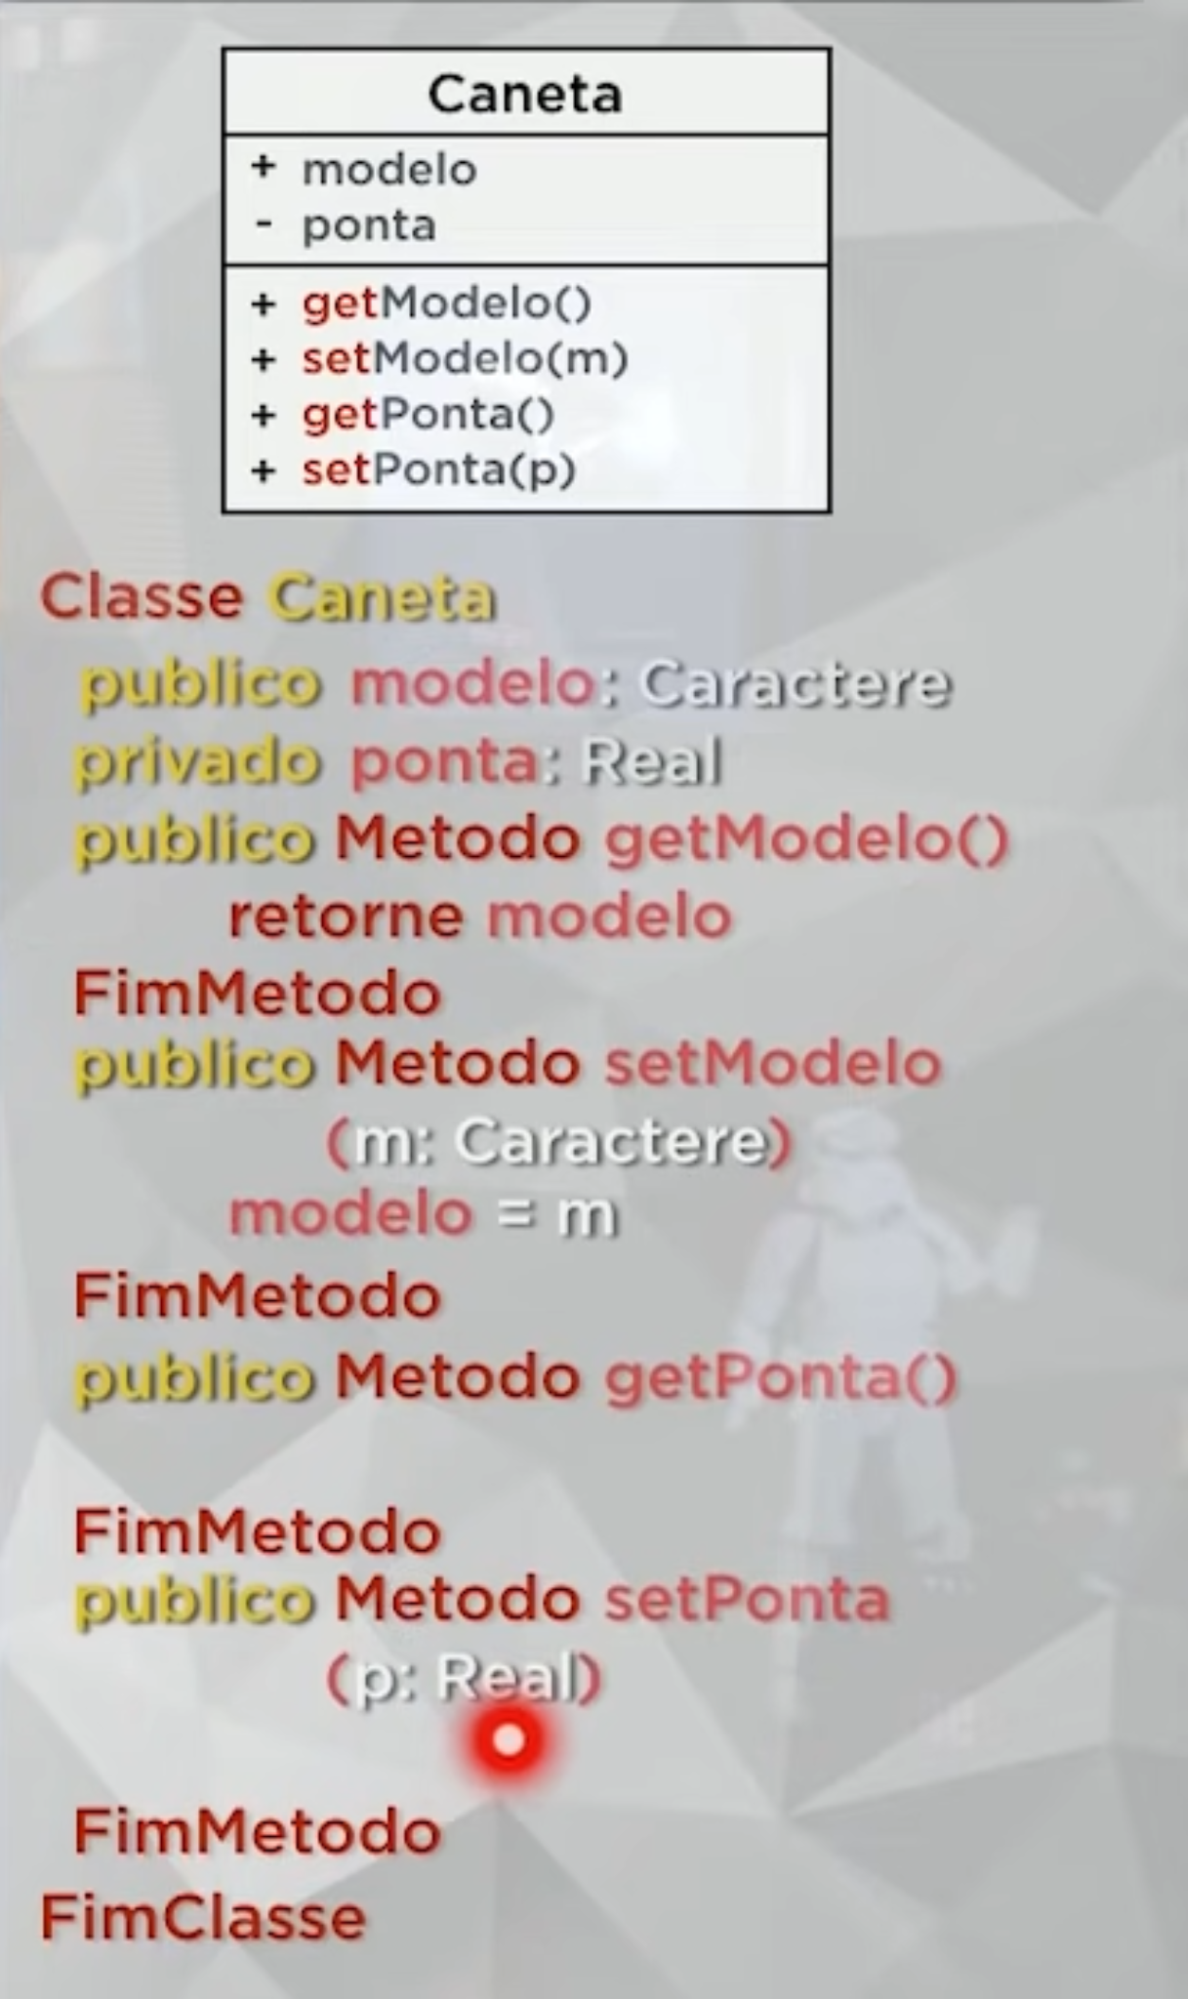 Caneta
+ modelo
- ponta
+ getModelo()
+ setModelo(m)
+ getPonta()
+ setPonta(p)
Classe Caneta
publico modelo: Caractere
privado ponta: Real
publico Metodo getModelo()
retorne modelo
FimMetodo
publico Metodo setModelo
(m: Caractere)
modelo = m
FimMetodo
publico Metodo getPonta()
FimMetodo
publico Metodo setPonta
(p: Real)
FimMetodo
FimClasse